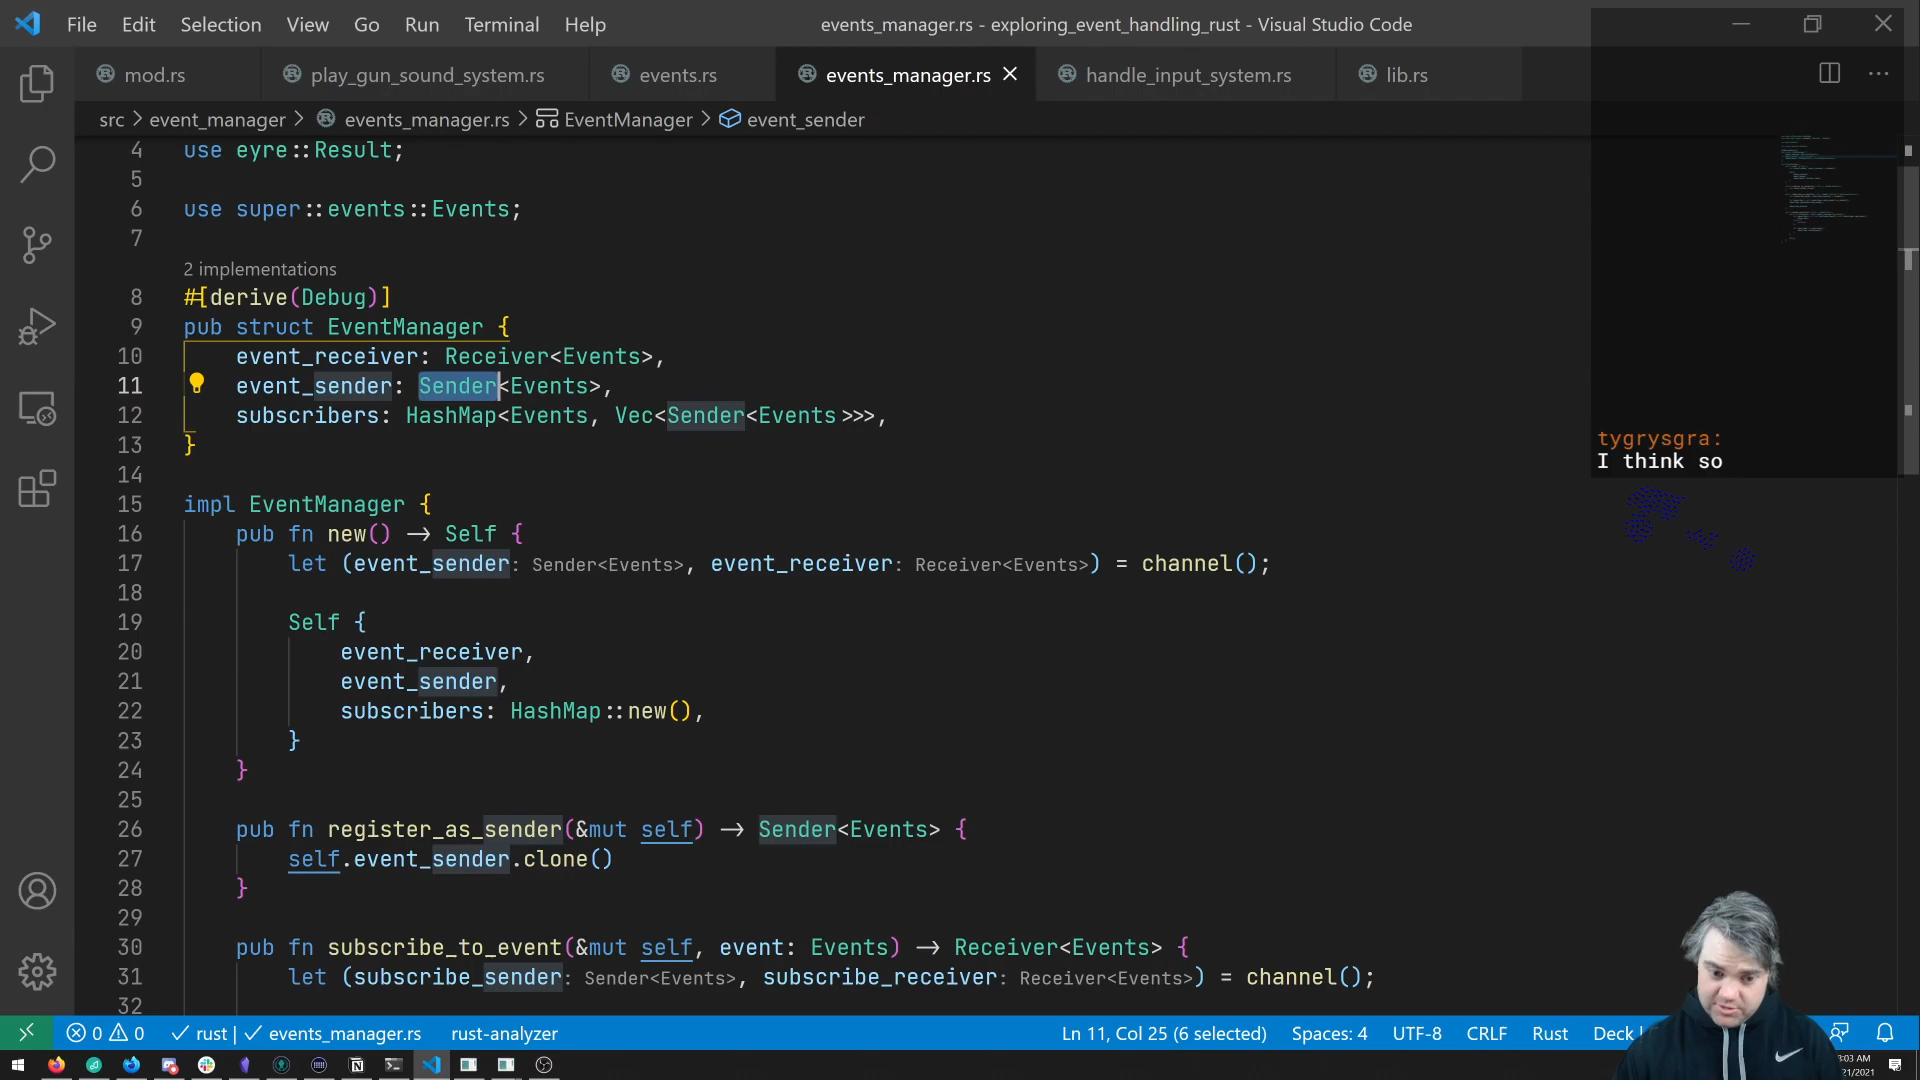 File Edit Selection View Go Run Terminal Help
events_manager.rs - exploring_event_handling_rust - Visual Studio Code
mod.rs play_gun_sound_system.rs events.rs events_manager.rs handle_input_system.rs lib.rs
src > event_manager > events_manager.rs > EventManager > event_sender
4 use eyre::Result;
5
6 use super::events::Events;
7
2 implementations
8 #[derive(Debug)]
9 pub struct EventManager {
10 event_receiver: Receiver<Events>,
11 event_sender: Sender<Events>,
12 subscribers: HashMap<Events, Vec<Sender<Events>>>,
13 }
14
15 impl EventManager {
16 pub fn new() -> Self {
17 let (event_sender: Sender<Events>, event_receiver: Receiver<Events>) = channel();
18
19 Self {
20 event_receiver,
21 event_sender,
22 subscribers: HashMap::new(),
23 }
24 }
25
26 pub fn register_as_sender(&mut self) -> Sender<Events> {
27 self.event_sender.clone()
28 }
29
30 pub fn subscribe_to_event(&mut self, event: Events) -> Receiver<Events> {
31 let (subscribe_sender: Sender<Events>, subscribe_receiver: Receiver<Events>) = channel();
32
tygrysgra:
I think so
0 0 rust | events_manager.rs rust-analyzer Ln 11, Col 25 (6 selected) Spaces: 4 UTF-8 CRLF Rust Deck
:03 AM
21/2021